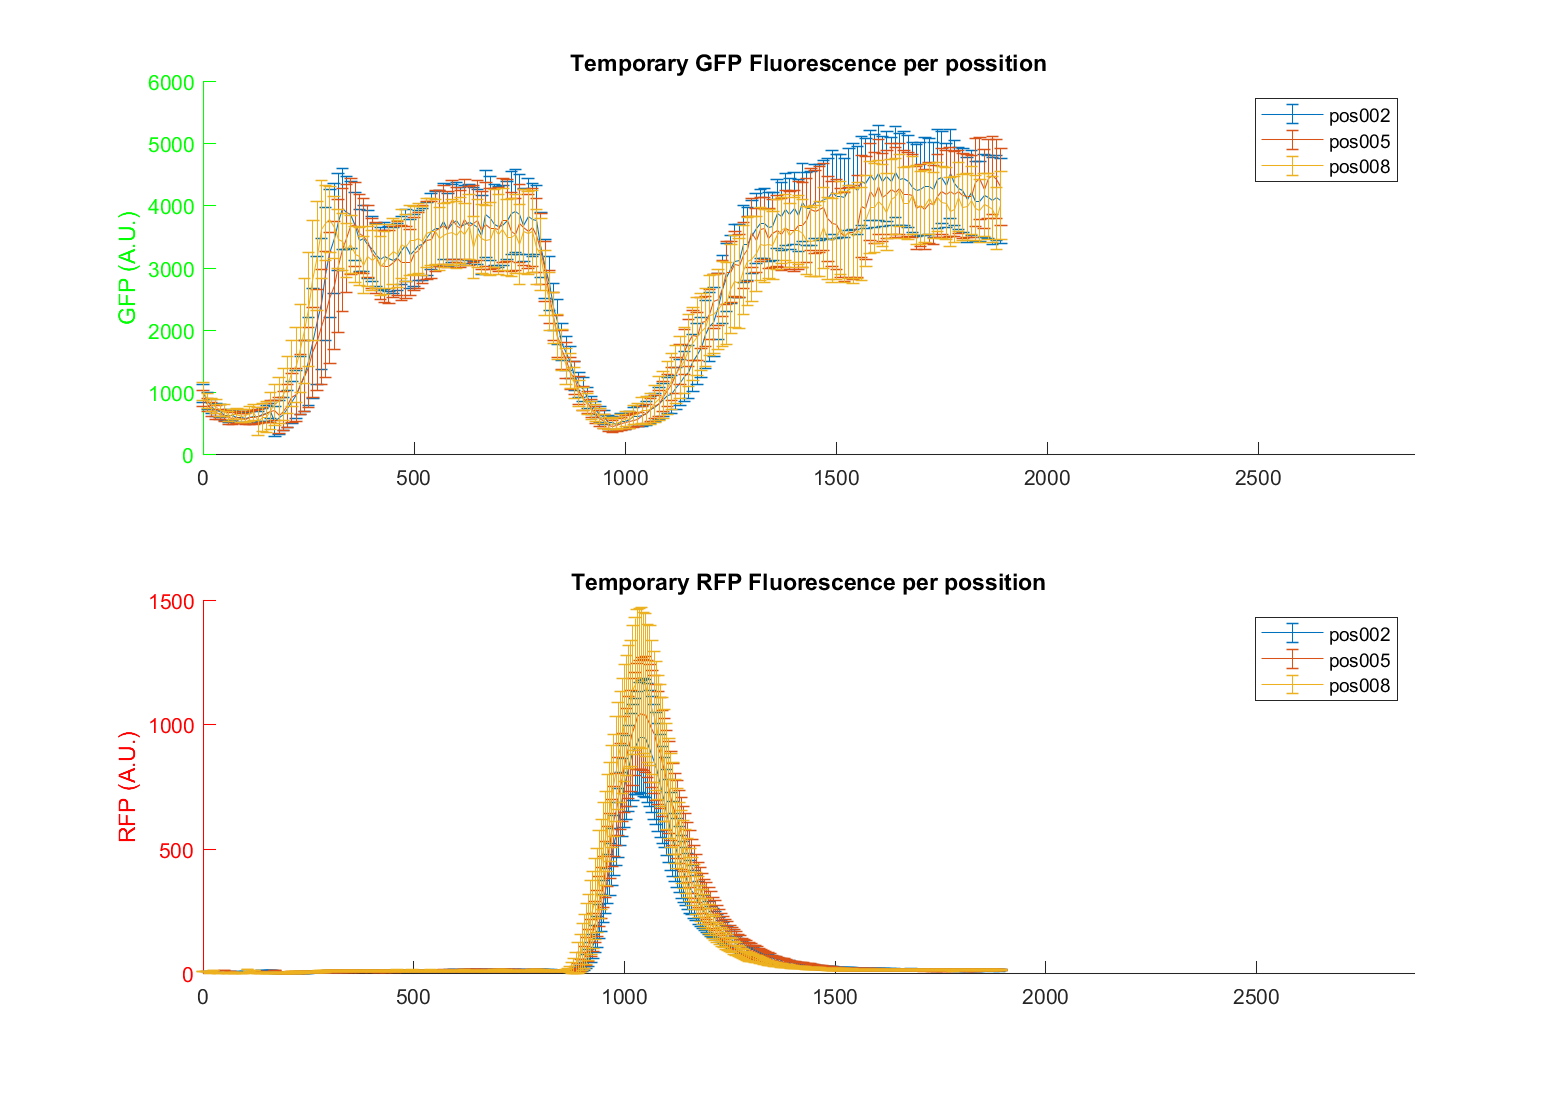 Temporary GFP Fluorescence per possition
6000
5000
4000
3000
2000
1000
0
GFP (A.U.)
0 500 1000 1500 2000 2500
pos002
pos005
pos008
Temporary RFP Fluorescence per possition
1500
1000
500
0
RFP (A.U.)
0 500 1000 1500 2000 2500
pos002
pos005
pos008